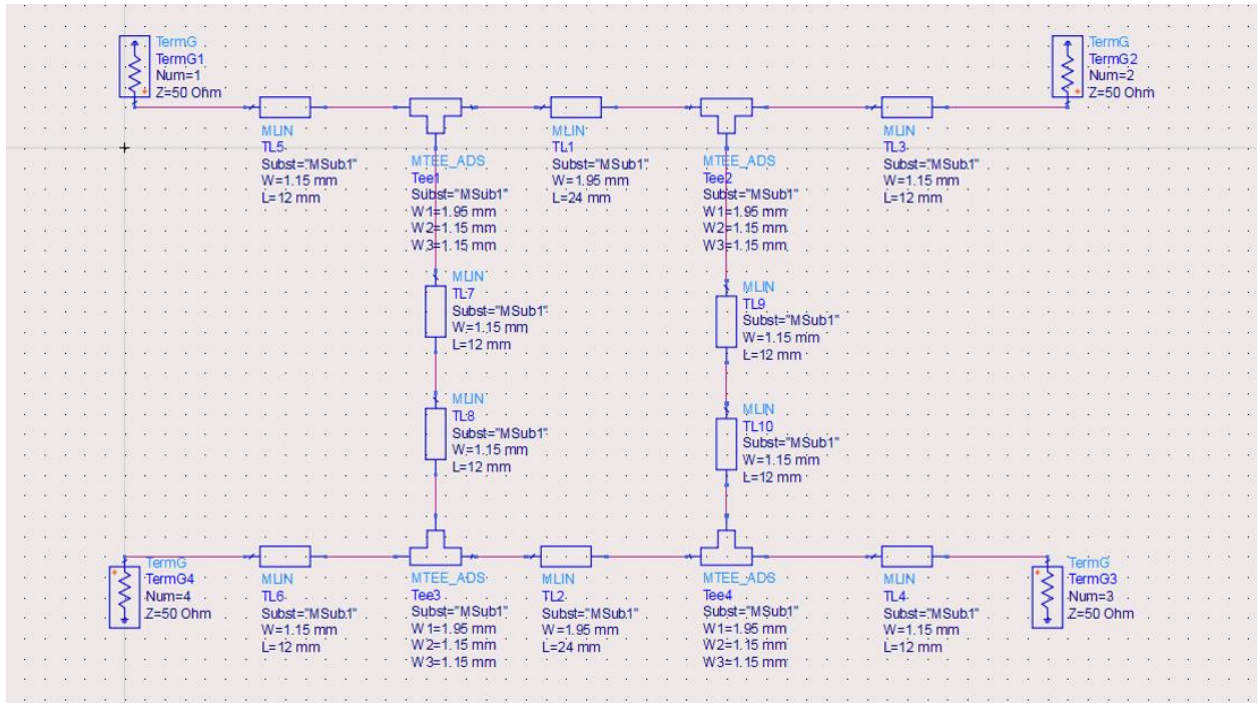 TermG
TermG1
Num=1
Z=50 Ohm
TermG
TermG2
Num=2
Z=50 Ohm
MLIN
TL5
Subst="MSub1"
W=1.15 mm
L=12 mm
MTEE_ADS
Tee1
Subst="MSub1"
W1=1.95 mm
W2=1.15 mm
W3=1.15 mm
MLIN
TL1
Subst="MSub1"
W=1.95 mm
L=24 mm
MTEE_ADS
Tee2
Subst="MSub1"
W1=1.95 mm
W2=1.15 mm
W3=1.15 mm
MLIN
TL3
Subst="MSub1"
W=1.15 mm
L=12 mm
MLIN
TL7
Subst="MSub1"
W=1.15 mm
L=12 mm
MLIN
TL9
Subst="MSub1"
W=1.15 mm
L=12 mm
MLIN
TL8
Subst="MSub1"
W=1.15 mm
L=12 mm
MLIN
TL10
Subst="MSub1"
W=1.15 mm
L=12 mm
TermG
TermG4
Num=4
Z=50 Ohm
MLIN
TL6
Subst="MSub1"
W=1.15 mm
L=12 mm
MTEE_ADS
Tee3
Subst="MSub1"
W1=1.95 mm
W2=1.15 mm
W3=1.15 mm
MLIN
TL2
Subst="MSub1"
W=1.95 mm
L=24 mm
MTEE_ADS
Tee4
Subst="MSub1"
W1=1.95 mm
W2=1.15 mm
W3=1.15 mm
MLIN
TL4
Subst="MSub1"
W=1.15 mm
L=12 mm
TermG
TermG3
Num=3
Z=50 Ohm